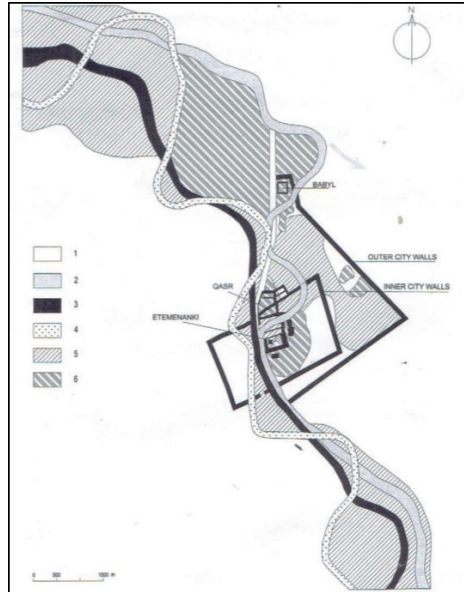 N
BABYL
OUTER CITY WALLS
QASR
INNER CITY WALLS
ETEMENANKI
1
2
3
4
5
6
0 500 1000 m